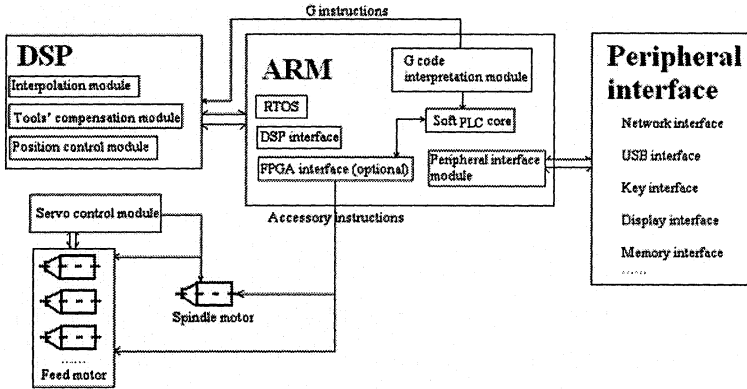 G instructions
DSP
Interpolation module
Tools' compensation module
Position control module
ARM
G code
interpretation module
RTOS
Soft PLC core
DSP interface
FPGA interface (optional)
Peripheral interface
module
Peripheral
interface
Network interface
USB interface
Key interface
Display interface
Memory interface
......
Accessory instructions
Servo control module
Spindle motor
......
Feed motor